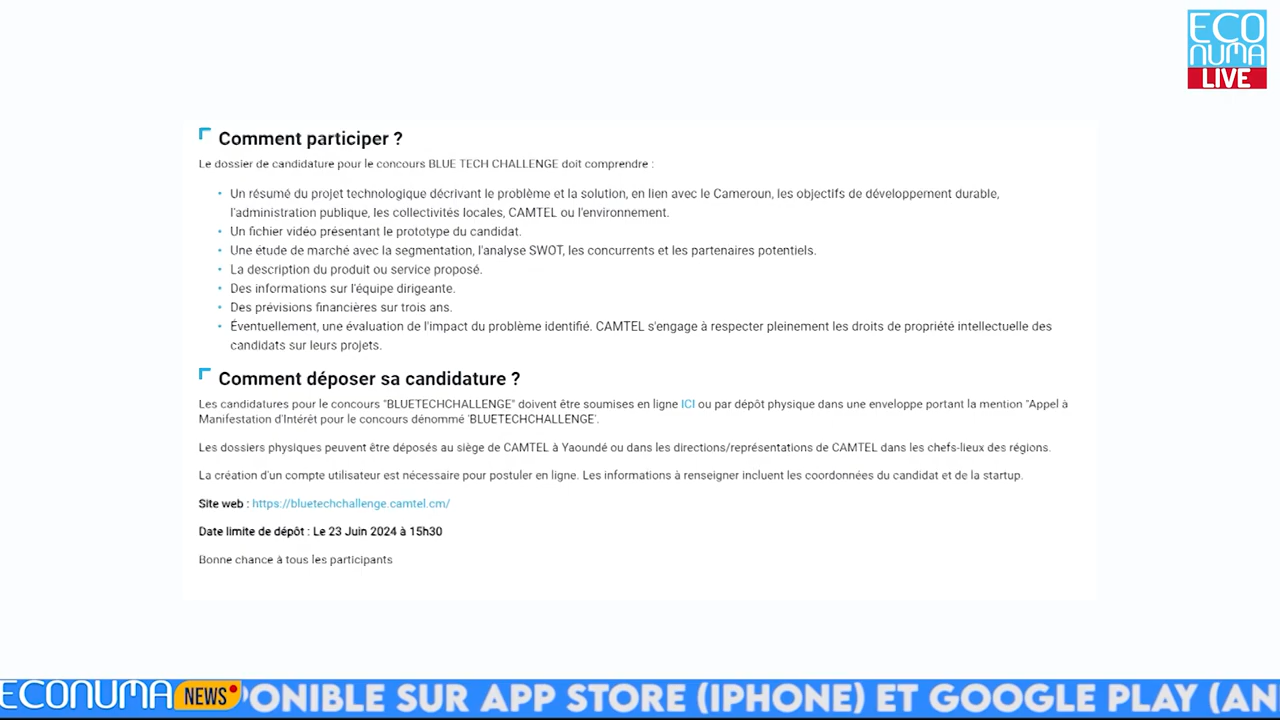 ECO
NUMA
LIVE
Comment participer ?
Le dossier de candidature pour le concours BLUE TECH CHALLENGE doit comprendre :
• Un résumé du projet technologique décrivant le problème et la solution, en lien avec le Cameroun, les objectifs de développement durable,
l'administration publique, les collectivités locales, CAMTEL ou l'environnement.
• Un fichier vidéo présentant le prototype du candidat.
• Une étude de marché avec la segmentation, l'analyse SWOT, les concurrents et les partenaires potentiels.
• La description du produit ou service proposé.
• Des informations sur l'équipe dirigeante.
• Des prévisions financières sur trois ans.
• Éventuellement, une évaluation de l'impact du problème identifié. CAMTEL s'engage à respecter pleinement les droits de propriété intellectuelle des
candidats sur leurs projets.
Comment déposer sa candidature ?
Les candidatures pour le concours "BLUETECHCHALLENGE" doivent être soumises en ligne ICI ou par dépôt physique dans une enveloppe portant la mention "Appel à
Manifestation d'Intérêt pour le concours dénommé 'BLUETECHCHALLENGE'.
Les dossiers physiques peuvent être déposés au siège de CAMTEL à Yaoundé ou dans les directions/représentations de CAMTEL dans les chefs-lieux des régions.
La création d'un compte utilisateur est nécessaire pour postuler en ligne. Les informations à renseigner incluent les coordonnées du candidat et de la startup.
Site web : https://bluetechchallenge.camtel.cm/
Date limite de dépôt : Le 23 Juin 2024 à 15h30
Bonne chance à tous les participants
ECONUMA NEWS PONIBLE SUR APP STORE (IPHONE) ET GOOGLE PLAY (AN